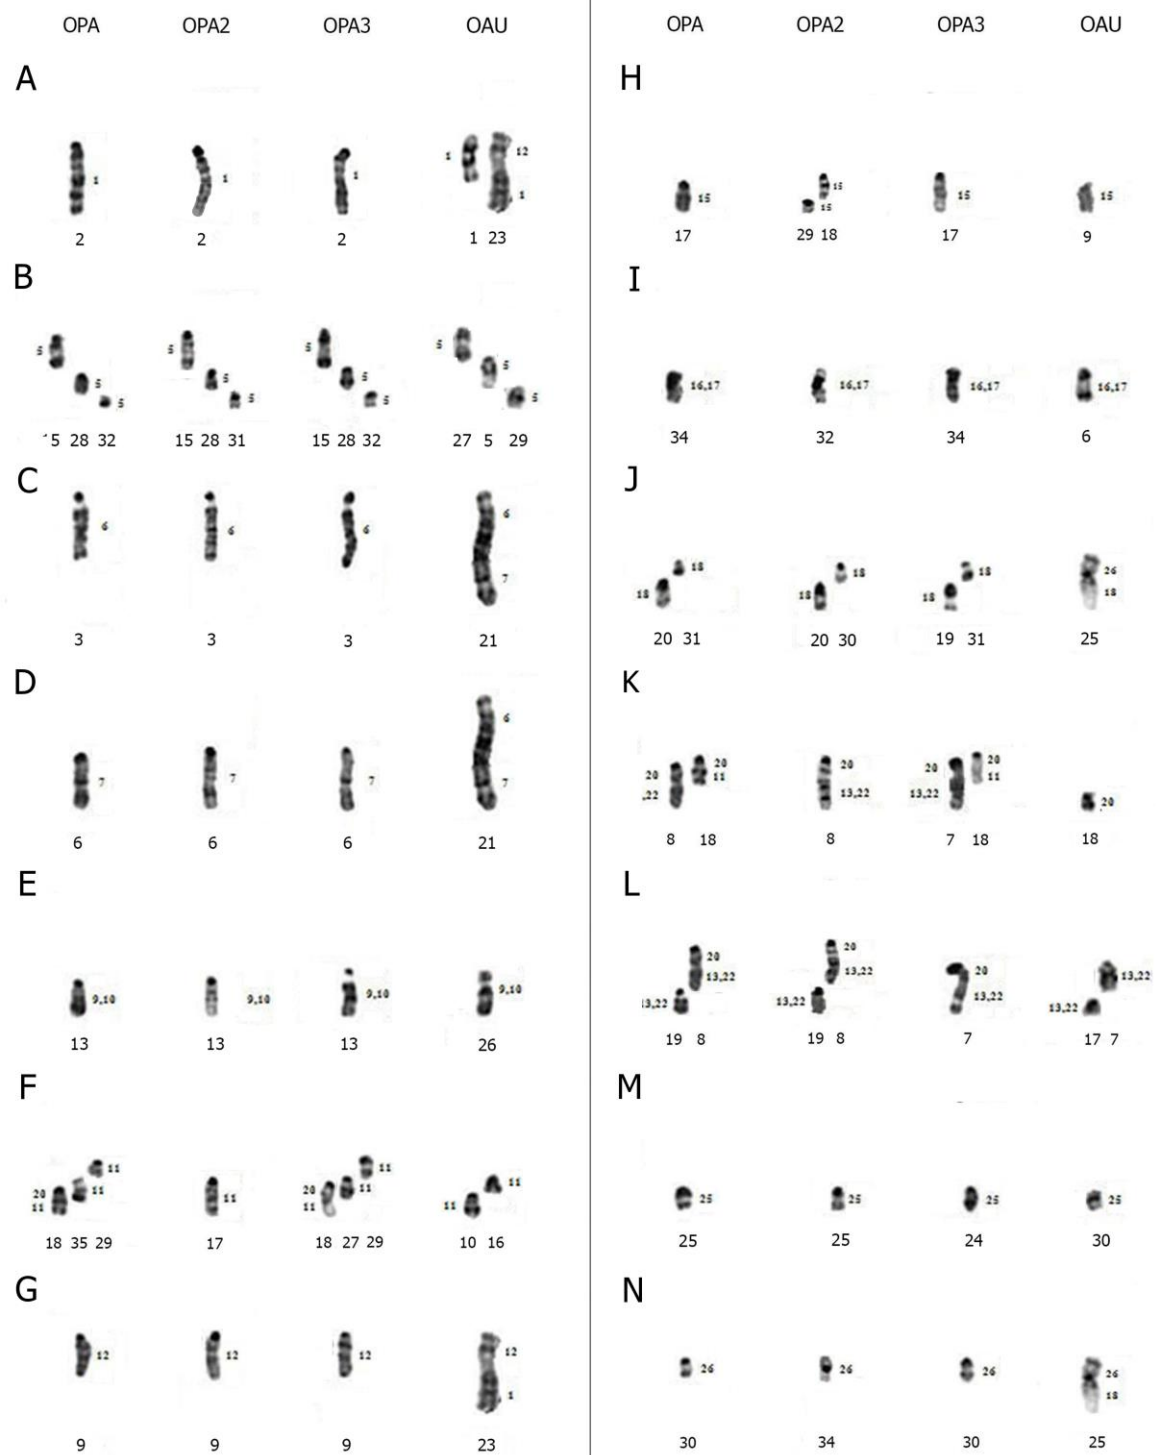 OPA OPA2 OPA3 OAU
A
1 1 1 1 12 1
2 2 2 1 23
B
5 5 5 5
5 5 5 5
5 5 5 5
5 28 32 15 28 31 15 28 32 27 5 29
C
6 6 6 6
7
3 3 3 21
D
6
7 7 7 7
6 6 6 21
E
9,10 9,10 9,10 9,10
13 13 13 26
F
11 11
20 11 11 20 11 11
11 11 11
18 35 29 17 18 27 29 10 16
G
12 12 12 12
1
9 9 9 23
OPA OPA2 OPA3 OAU
H
15 15 15 15
15
17 29 18 17 9
I
16,17 16,17 16,17 16,17
34 32 34 6
J
18 18 18 26
18 18 18 18
20 31 20 30 19 31 25
K
20 20 20 20 20
,22 11 13,22 13,22 11 20
8 18 8 7 18 18
L
20 20 20
13,22 13,22 13,22 13,22
3,22 13,22 13,22
19 8 19 8 7 17 7
M
25 25 25 25
25 25 24 30
N
26 26 26 26
18
30 34 30 25